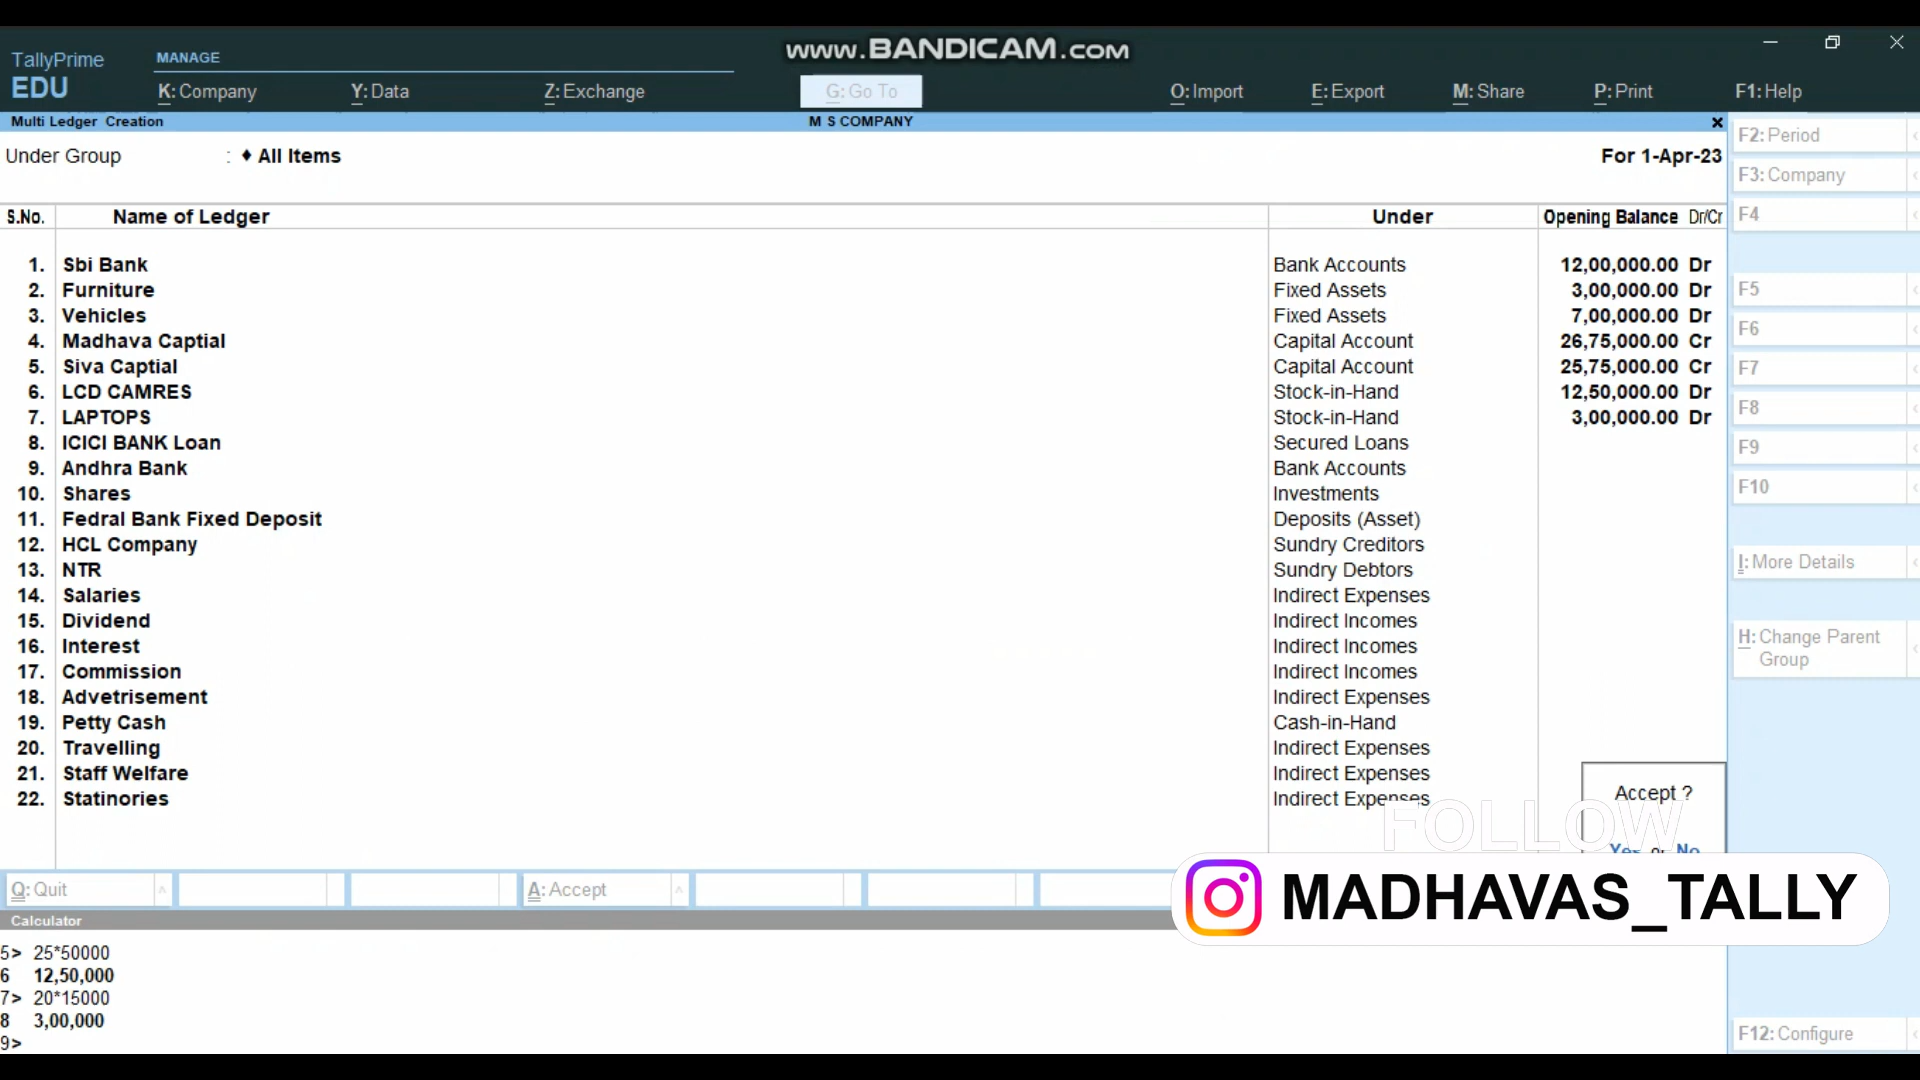 www.BANDICAM.com
TallyPrime
EDU
MANAGE
K: Company
Y: Data
Z: Exchange
G: Go To
O: Import
E: Export
M: Share
P: Print
F1: Help
Multi Ledger Creation
M S COMPANY
Under Group : ♦ All Items
For 1-Apr-23
S.No. Name of Ledger Under Opening Balance Dr/Cr
1. Sbi Bank Bank Accounts 12,00,000.00 Dr
2. Furniture Fixed Assets 3,00,000.00 Dr
3. Vehicles Fixed Assets 7,00,000.00 Dr
4. Madhava Captial Capital Account 26,75,000.00 Cr
5. Siva Captial Capital Account 25,75,000.00 Cr
6. LCD CAMRES Stock-in-Hand 12,50,000.00 Dr
7. LAPTOPS Stock-in-Hand 3,00,000.00 Dr
8. ICICI BANK Loan Secured Loans
9. Andhra Bank Bank Accounts
10. Shares Investments
11. Fedral Bank Fixed Deposit Deposits (Asset)
12. HCL Company Sundry Creditors
13. NTR Sundry Debtors
14. Salaries Indirect Expenses
15. Dividend Indirect Incomes
16. Interest Indirect Incomes
17. Commission Indirect Incomes
18. Advetrisement Indirect Expenses
19. Petty Cash Cash-in-Hand
20. Travelling Indirect Expenses
21. Staff Welfare Indirect Expenses
22. Statinories Indirect Expenses
Accept ?
Yes or No
FOLLOW
MADHAVAS_TALLY
F2: Period
F3: Company
F4
F5
F6
F7
F8
F9
F10
I: More Details
H: Change Parent
Group
F12: Configure
Q: Quit
A: Accept
Calculator
5> 25*50000
6 12,50,000
7> 20*15000
8 3,00,000
9>